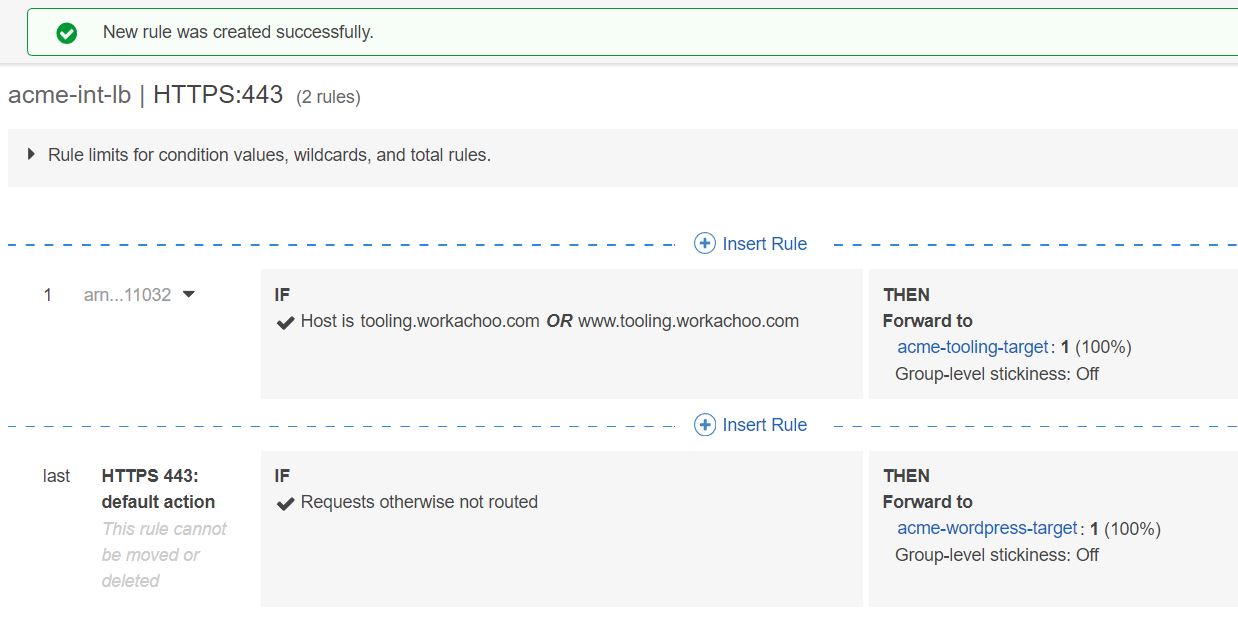 New rule was created successfully.
acme-int-lb | HTTPS:443 (2 rules)
Rule limits for condition values, wildcards, and total rules.
Insert Rule
1 arn...11032
IF
Host is tooling.workachoo.com OR www.tooling.workachoo.com
THEN
Forward to
acme-tooling-target: 1 (100%)
Group-level stickiness: Off
Insert Rule
last
HTTPS 443:
default action
This rule cannot
be moved or
deleted
IF
Requests otherwise not routed
THEN
Forward to
acme-wordpress-target: 1 (100%)
Group-level stickiness: Off